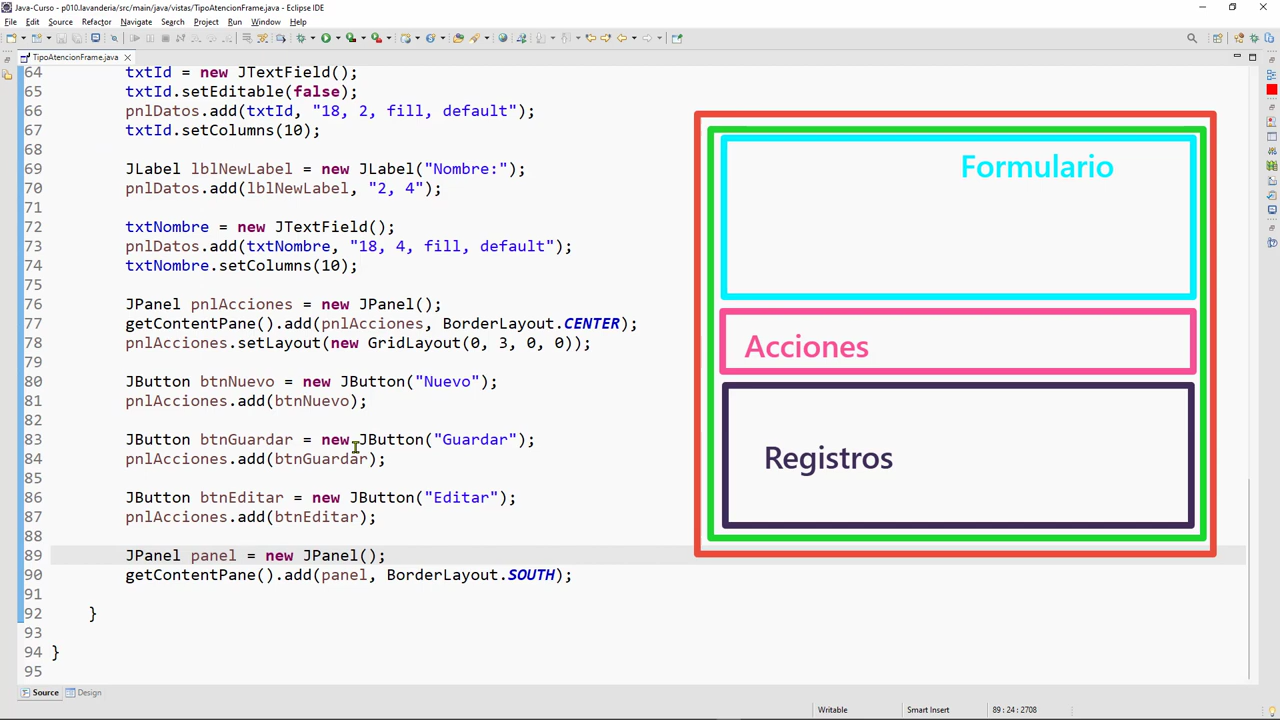 Java-Curso - p010.lavanderia/src/main/java/vistas/TipoAtencionFrame.java - Eclipse IDE
File Edit Source Refactor Navigate Search Project Run Window Help
TipoAtencionFrame.java
64 txtId = new JTextField();
65 txtId.setEditable(false);
66 pnlDatos.add(txtId, "18, 2, fill, default");
67 txtId.setColumns(10);
68
69 JLabel lblNewLabel = new JLabel("Nombre:");
70 pnlDatos.add(lblNewLabel, "2, 4");
71
72 txtNombre = new JTextField();
73 pnlDatos.add(txtNombre, "18, 4, fill, default");
74 txtNombre.setColumns(10);
75
76 JPanel pnlAcciones = new JPanel();
77 getContentPane().add(pnlAcciones, BorderLayout.CENTER);
78 pnlAcciones.setLayout(new GridLayout(0, 3, 0, 0));
79
80 JButton btnNuevo = new JButton("Nuevo");
81 pnlAcciones.add(btnNuevo);
82
83 JButton btnGuardar = new JButton("Guardar");
84 pnlAcciones.add(btnGuardar);
85
86 JButton btnEditar = new JButton("Editar");
87 pnlAcciones.add(btnEditar);
88
89 JPanel panel = new JPanel();
90 getContentPane().add(panel, BorderLayout.SOUTH);
91
92 }
93
94 }
95
Formulario
Acciones
Registros
Source Design
Writable Smart Insert 89 : 24 : 2708